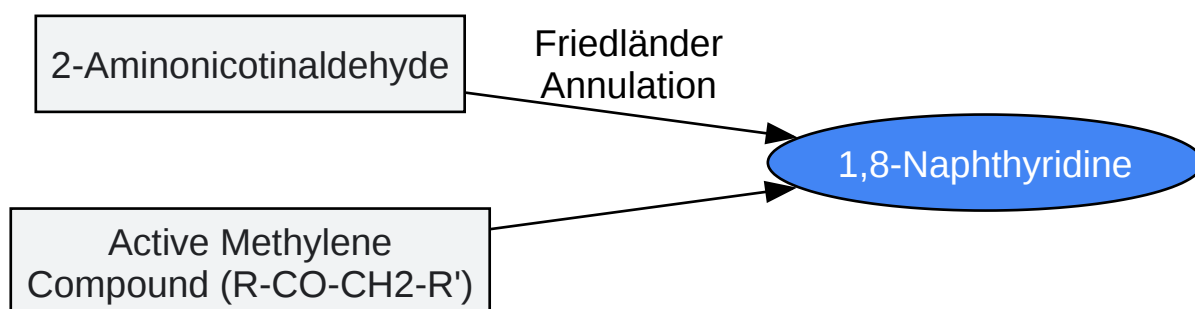 2-Aminonicotinaldehyde
Friedländer
Annulation
1,8-Naphthyridine
Active Methylene
Compound (R-CO-CH2-R')